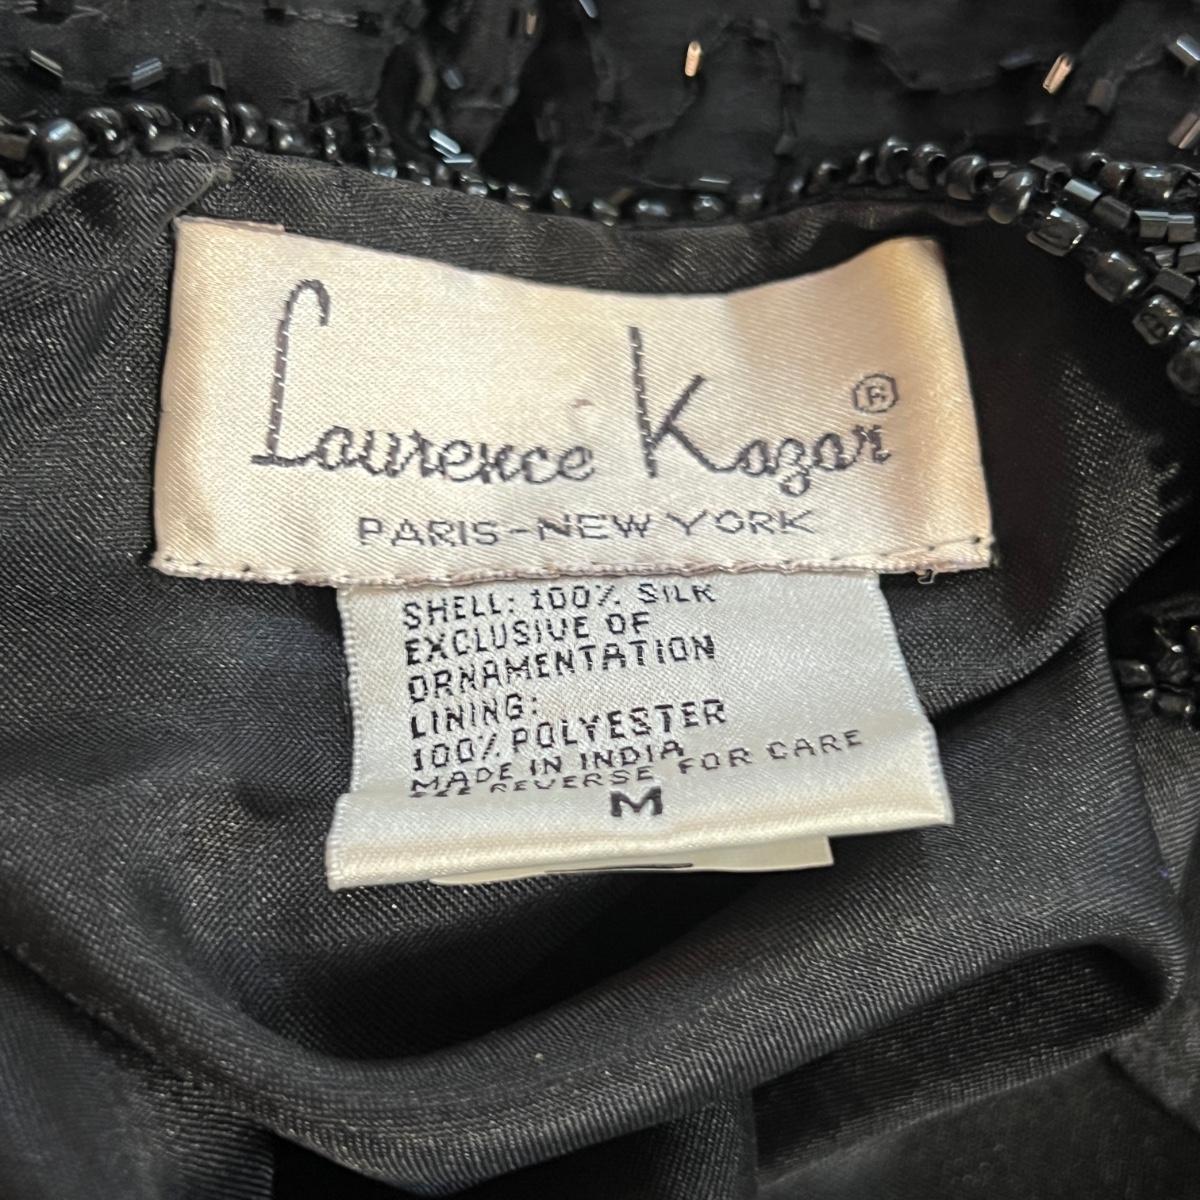 Laurence Kazar ®
PARIS-NEW YORK
SHELL: 100% SILK
EXCLUSIVE OF
ORNAMENTATION
LINING:
100% POLYESTER
MADE IN INDIA
SEE REVERSE FOR CARE
M